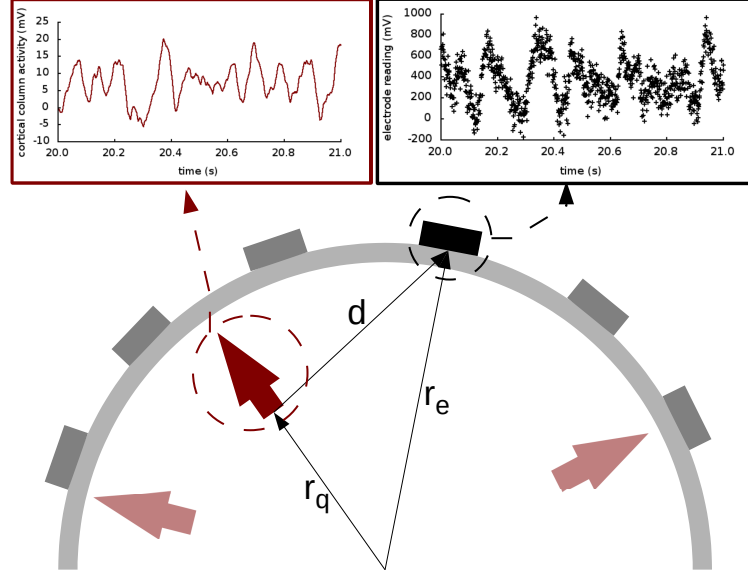 25
20
15
10
5
0
-5
-10
cortical column activity (mV)
20.0 20.2 20.4 20.6 20.8 21.0
time (s)
1000
800
600
400
200
0
-200
electrode reading (mV)
20.0 20.2 20.4 20.6 20.8 21.0
time (s)
d
r_e
r_q